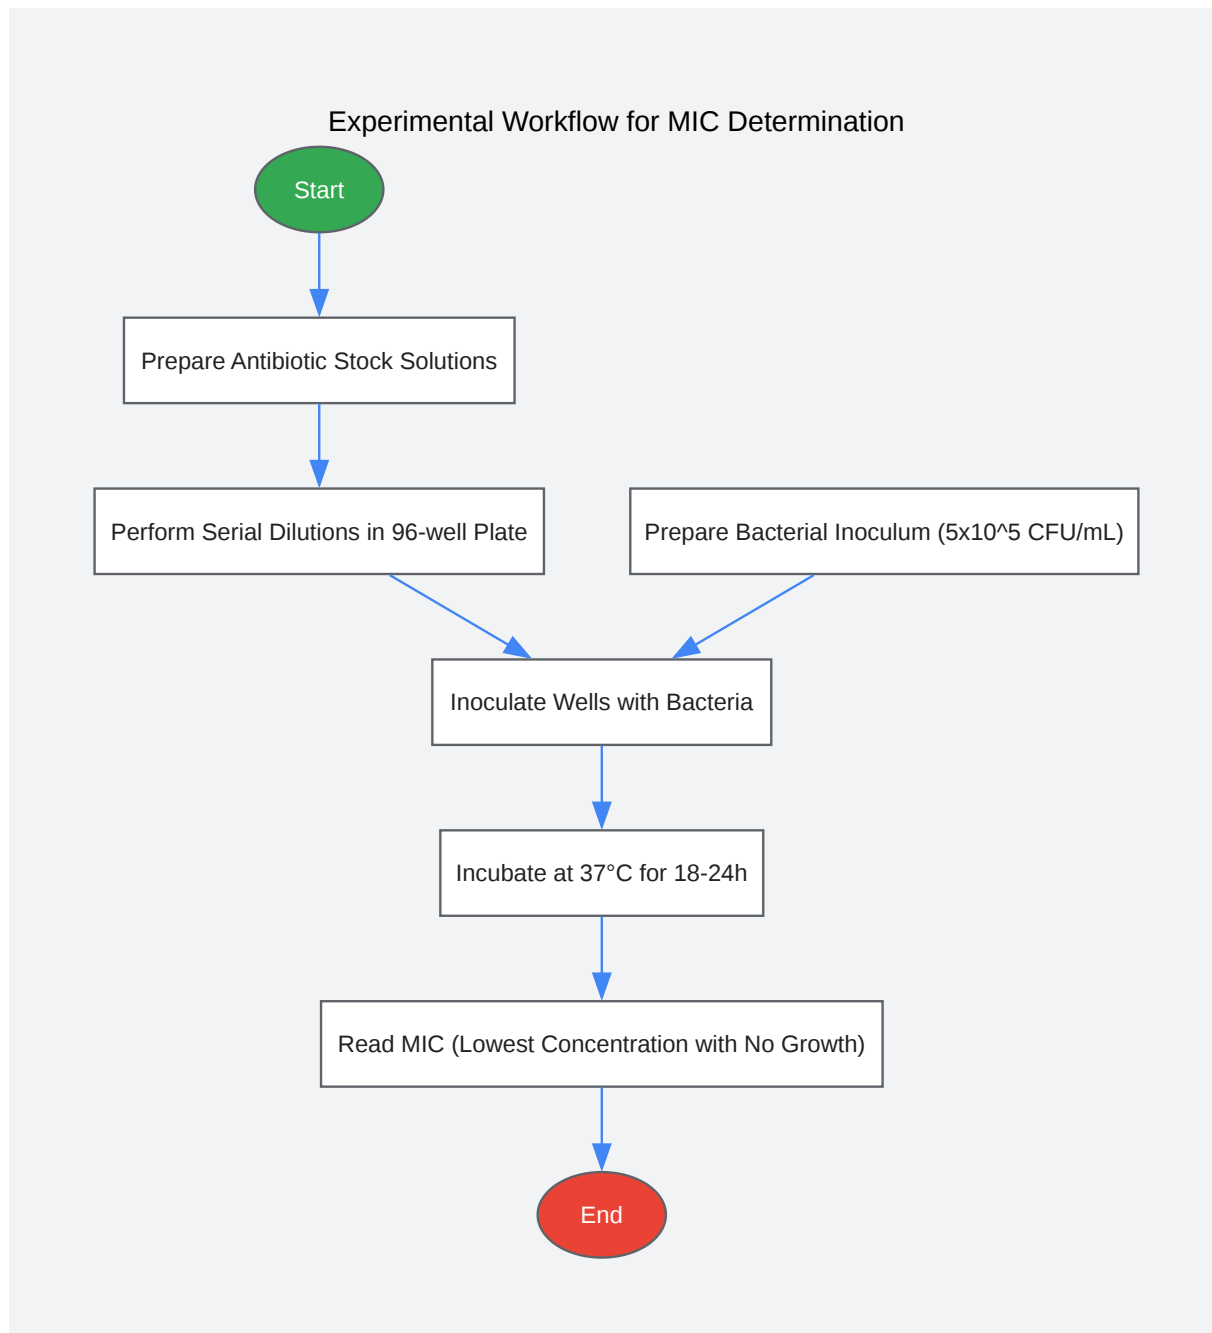 Experimental Workflow for MIC Determination
Start
Prepare Antibiotic Stock Solutions
Perform Serial Dilutions in 96-well Plate
Prepare Bacterial Inoculum (5x10^5 CFU/mL)
Inoculate Wells with Bacteria
Incubate at 37°C for 18-24h
Read MIC (Lowest Concentration with No Growth)
End